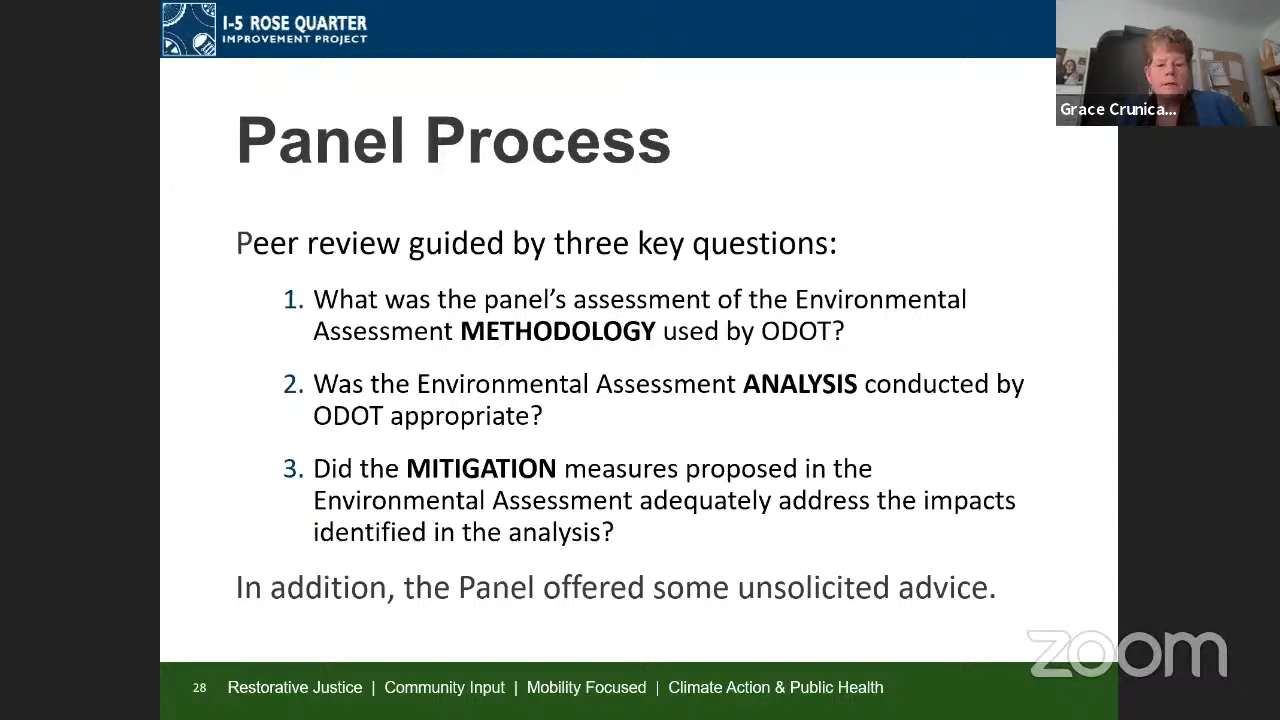 I-5 ROSE QUARTER
IMPROVEMENT PROJECT
Grace Crunica...
Panel Process
Peer review guided by three key questions:
1. What was the panel’s assessment of the Environmental
Assessment METHODOLOGY used by ODOT?
2. Was the Environmental Assessment ANALYSIS conducted by
ODOT appropriate?
3. Did the MITIGATION measures proposed in the
Environmental Assessment adequately address the impacts
identified in the analysis?
In addition, the Panel offered some unsolicited advice.
zoom
28 Restorative Justice | Community Input | Mobility Focused | Climate Action & Public Health